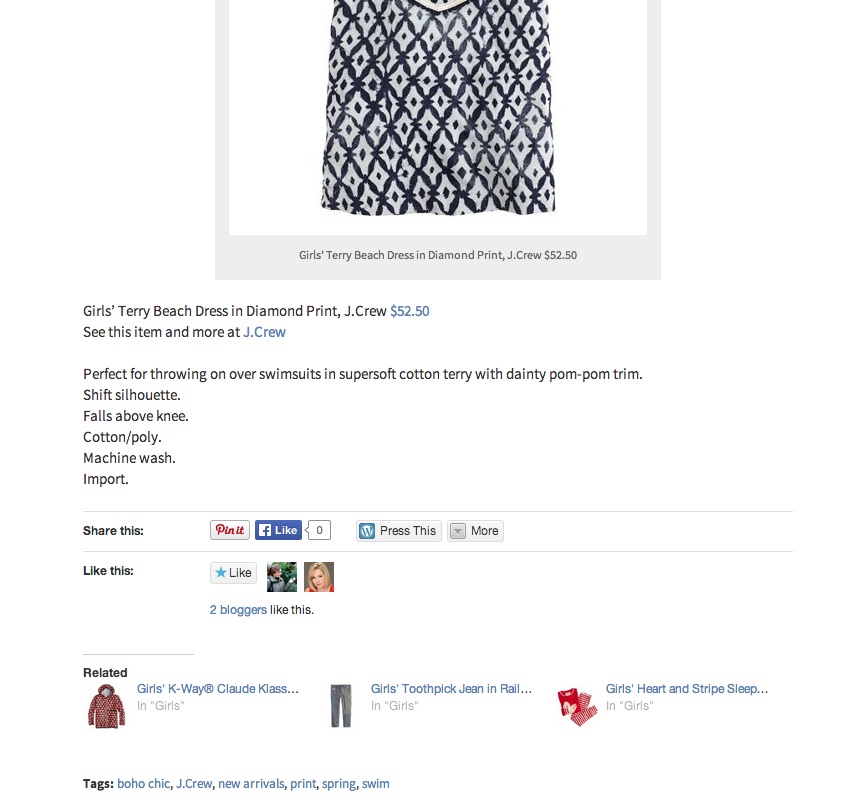 Girls' Terry Beach Dress in Diamond Print, J.Crew $52.50
Girls’ Terry Beach Dress in Diamond Print, J.Crew $52.50
See this item and more at J.Crew
Perfect for throwing on over swimsuits in supersoft cotton terry with dainty pom-pom trim.
Shift silhouette.
Falls above knee.
Cotton/poly.
Machine wash.
Import.
Share this: Pin it Like 0 Press This More
Like this: Like
2 bloggers like this.
Related
Girls' K-Way® Claude Klass... Girls' Toothpick Jean in Rail... Girls' Heart and Stripe Sleep...
In "Girls" In "Girls" In "Girls"
Tags: boho chic, J.Crew, new arrivals, print, spring, swim